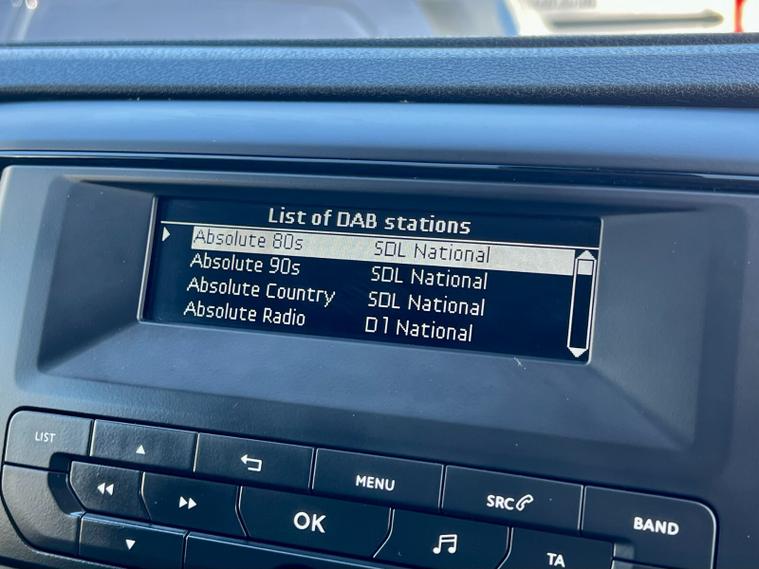 List of DAB stations
Absolute 80s SDL National
Absolute 90s SDL National
Absolute Country SDL National
Absolute Radio D1 National
LIST
MENU
SRC
BAND
OK
TA